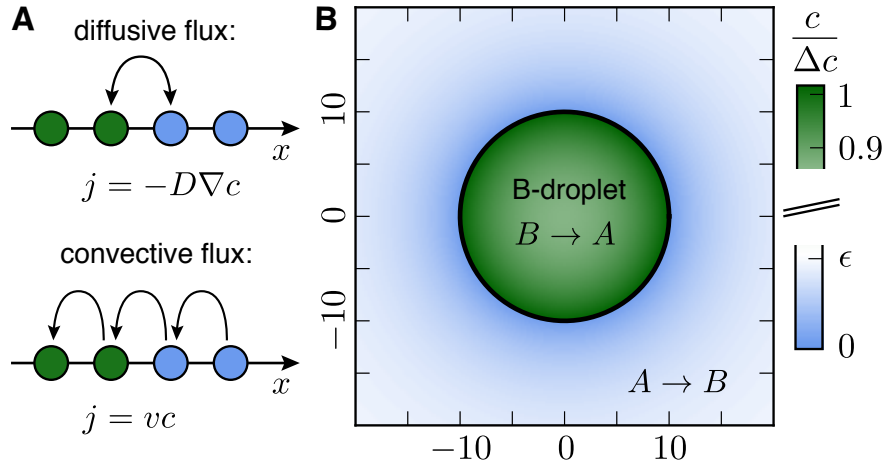 A
diffusive flux:
x
j = −D∇c
convective flux:
x
j = vc
B
10
0
−10
B-droplet
B → A
A → B
−10 0 10
c
Δc
1
0.9
ϵ
0